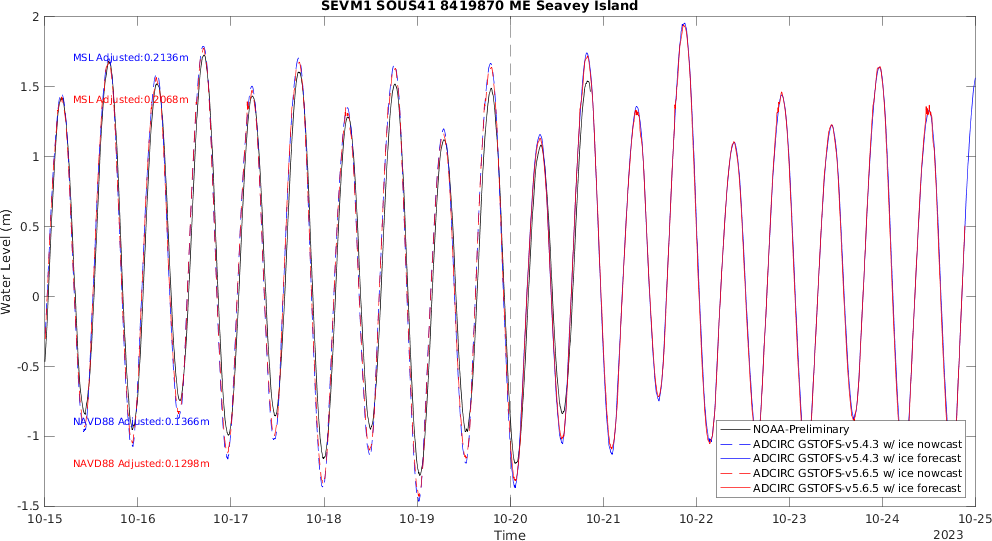 SEVM1 SOUS41 8419870 ME Seavey Island
2
1.5
1
0.5
0
-0.5
-1
-1.5
Water Level (m)
MSL Adjusted:0.2136m
MSL Adjusted:0.2068m
NAVD88 Adjusted:0.1366m
NAVD88 Adjusted:0.1298m
NOAA-Preliminary
ADCIRC GSTOFS-v5.4.3 w/ ice nowcast
ADCIRC GSTOFS-v5.4.3 w/ ice forecast
ADCIRC GSTOFS-v5.6.5 w/ ice nowcast
ADCIRC GSTOFS-v5.6.5 w/ ice forecast
10-15 10-16 10-17 10-18 10-19 10-20 10-21 10-22 10-23 10-24 10-25
Time
2023